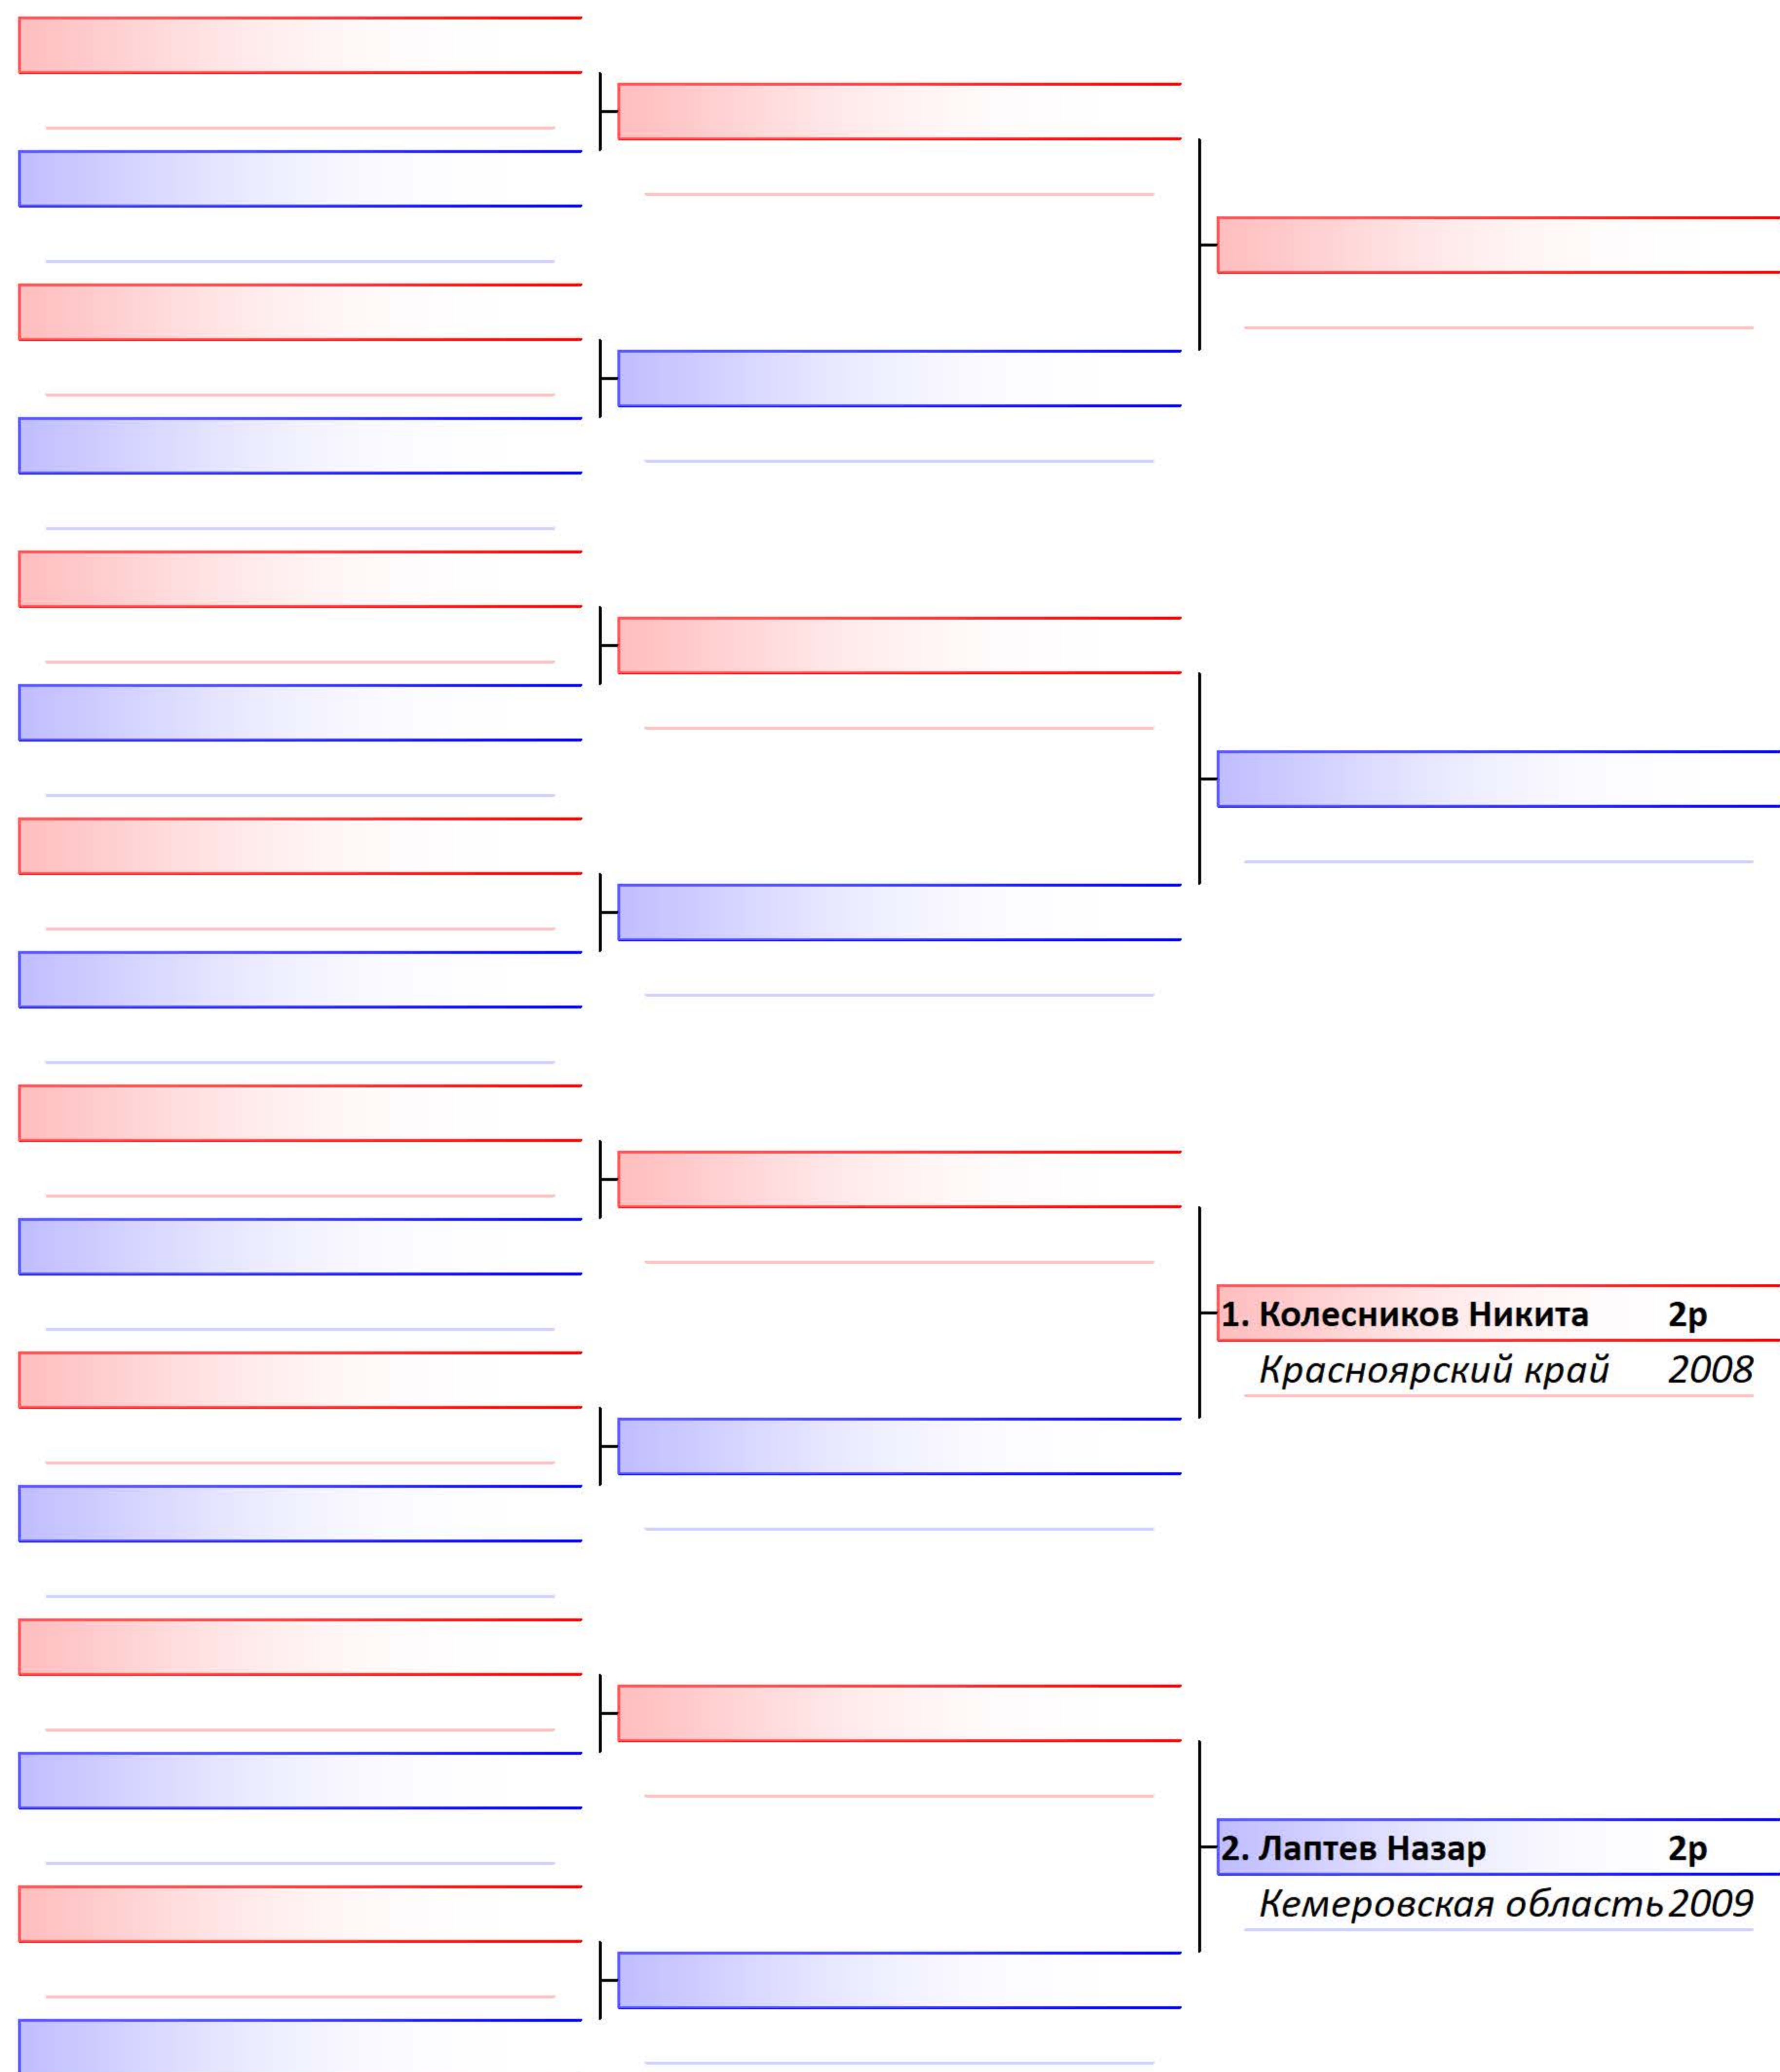 1. Колесников Никита 2р
Красноярский край 2008
2. Лаптев Назар 2р
Кемеровская область 2009